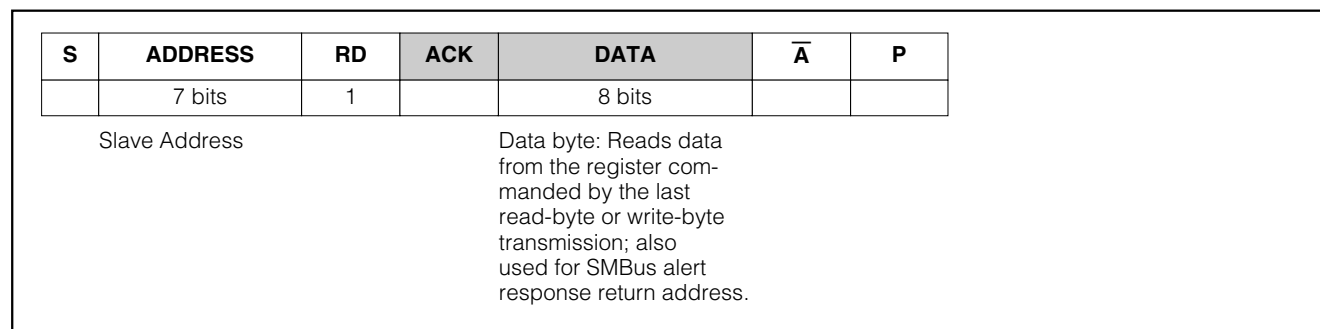 S ADDRESS RD ACK DATA A̅ P
7 bits 1 8 bits
Slave Address
Data byte: Reads data
from the register com-
manded by the last
read-byte or write-byte
transmission; also
used for SMBus alert
response return address.